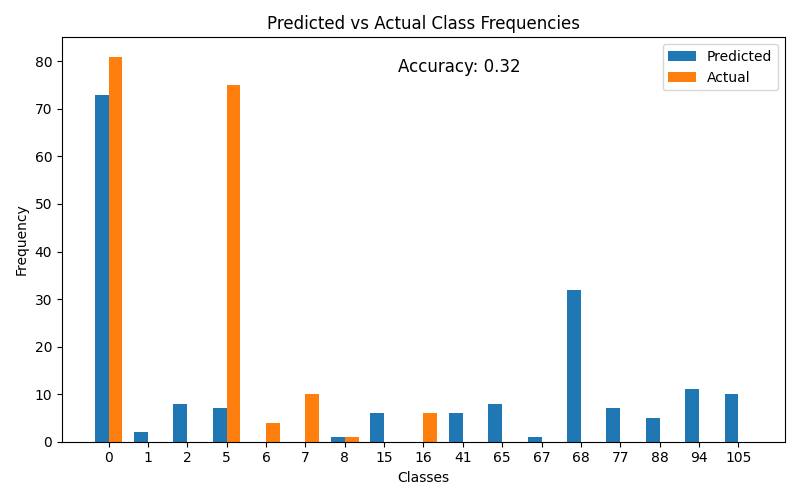 Predicted vs Actual Class Frequencies
Accuracy: 0.32
Predicted
Actual
80
70
60
50
40
30
20
10
0
Frequency
0 1 2 5 6 7 8 15 16 41 65 67 68 77 88 94 105
Classes